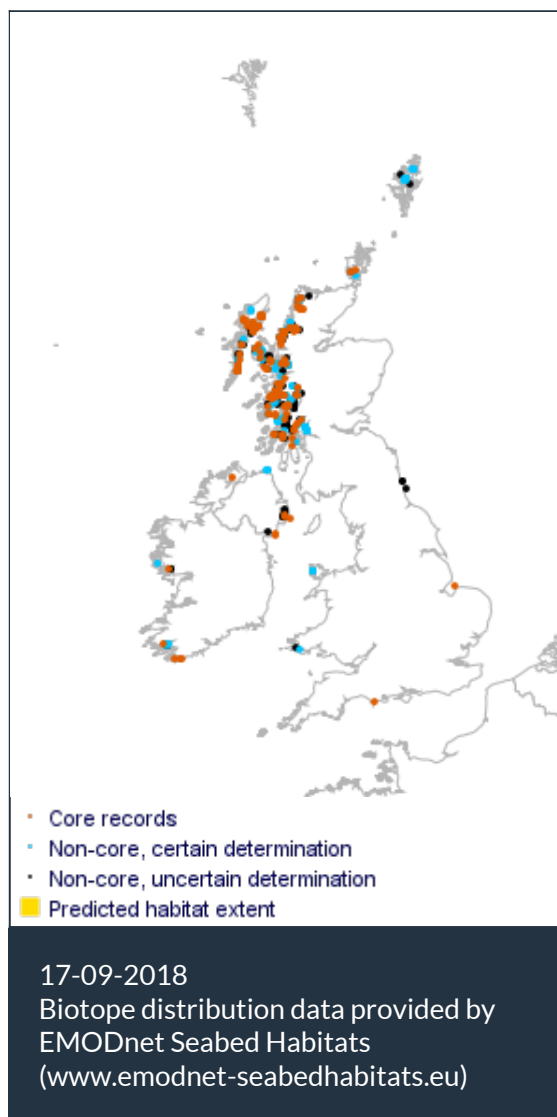 Core records
Non-core, certain determination
Non-core, uncertain determination
Predicted habitat extent
17-09-2018
Biotope distribution data provided by
EMODnet Seabed Habitats
(www.emodnet-seabedhabitats.eu)